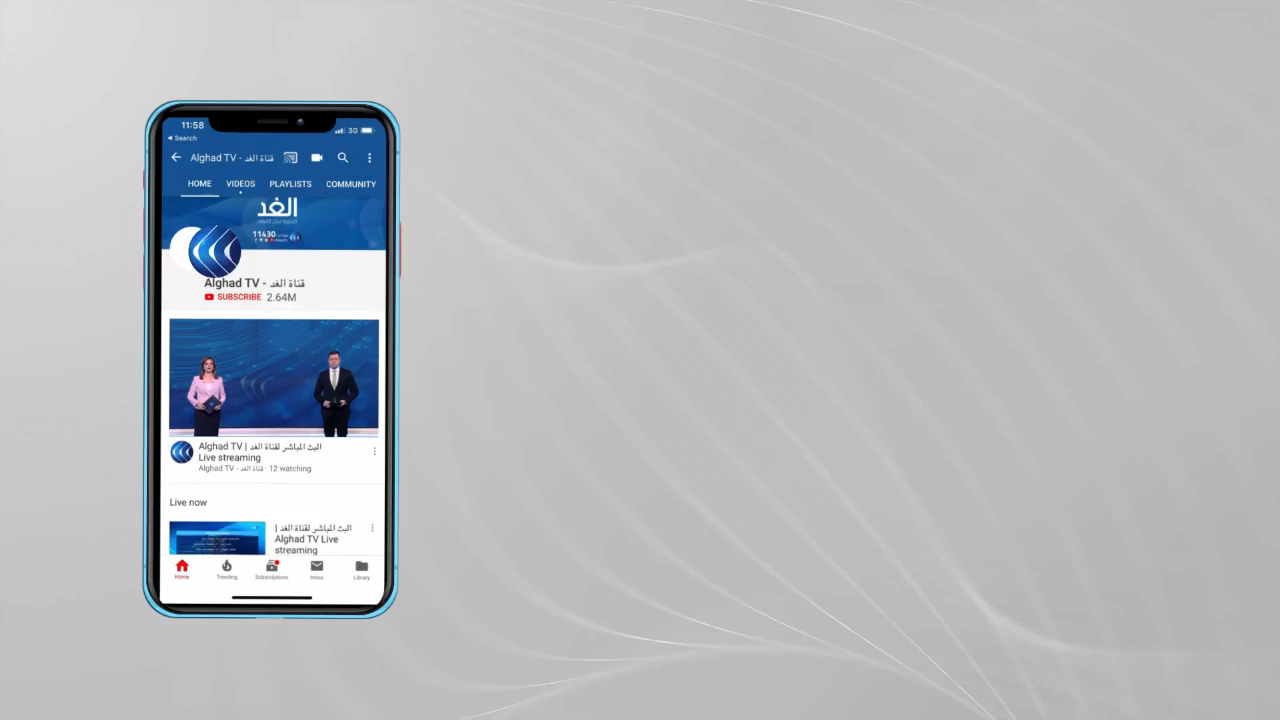 11:58
3G
Search
Alghad TV - قناة الغد
HOME VIDEOS PLAYLISTS COMMUNITY
الغد
11430
Alghad TV - قناة الغد
SUBSCRIBE 2.64M
Alghad TV | البث المباشر لقناة الغد
Live streaming
Alghad TV - قناة الغد · 12 watching
Live now
البث المباشر لقناة الغد |
Alghad TV Live
streaming
Home Trending Subscriptions Inbox Library